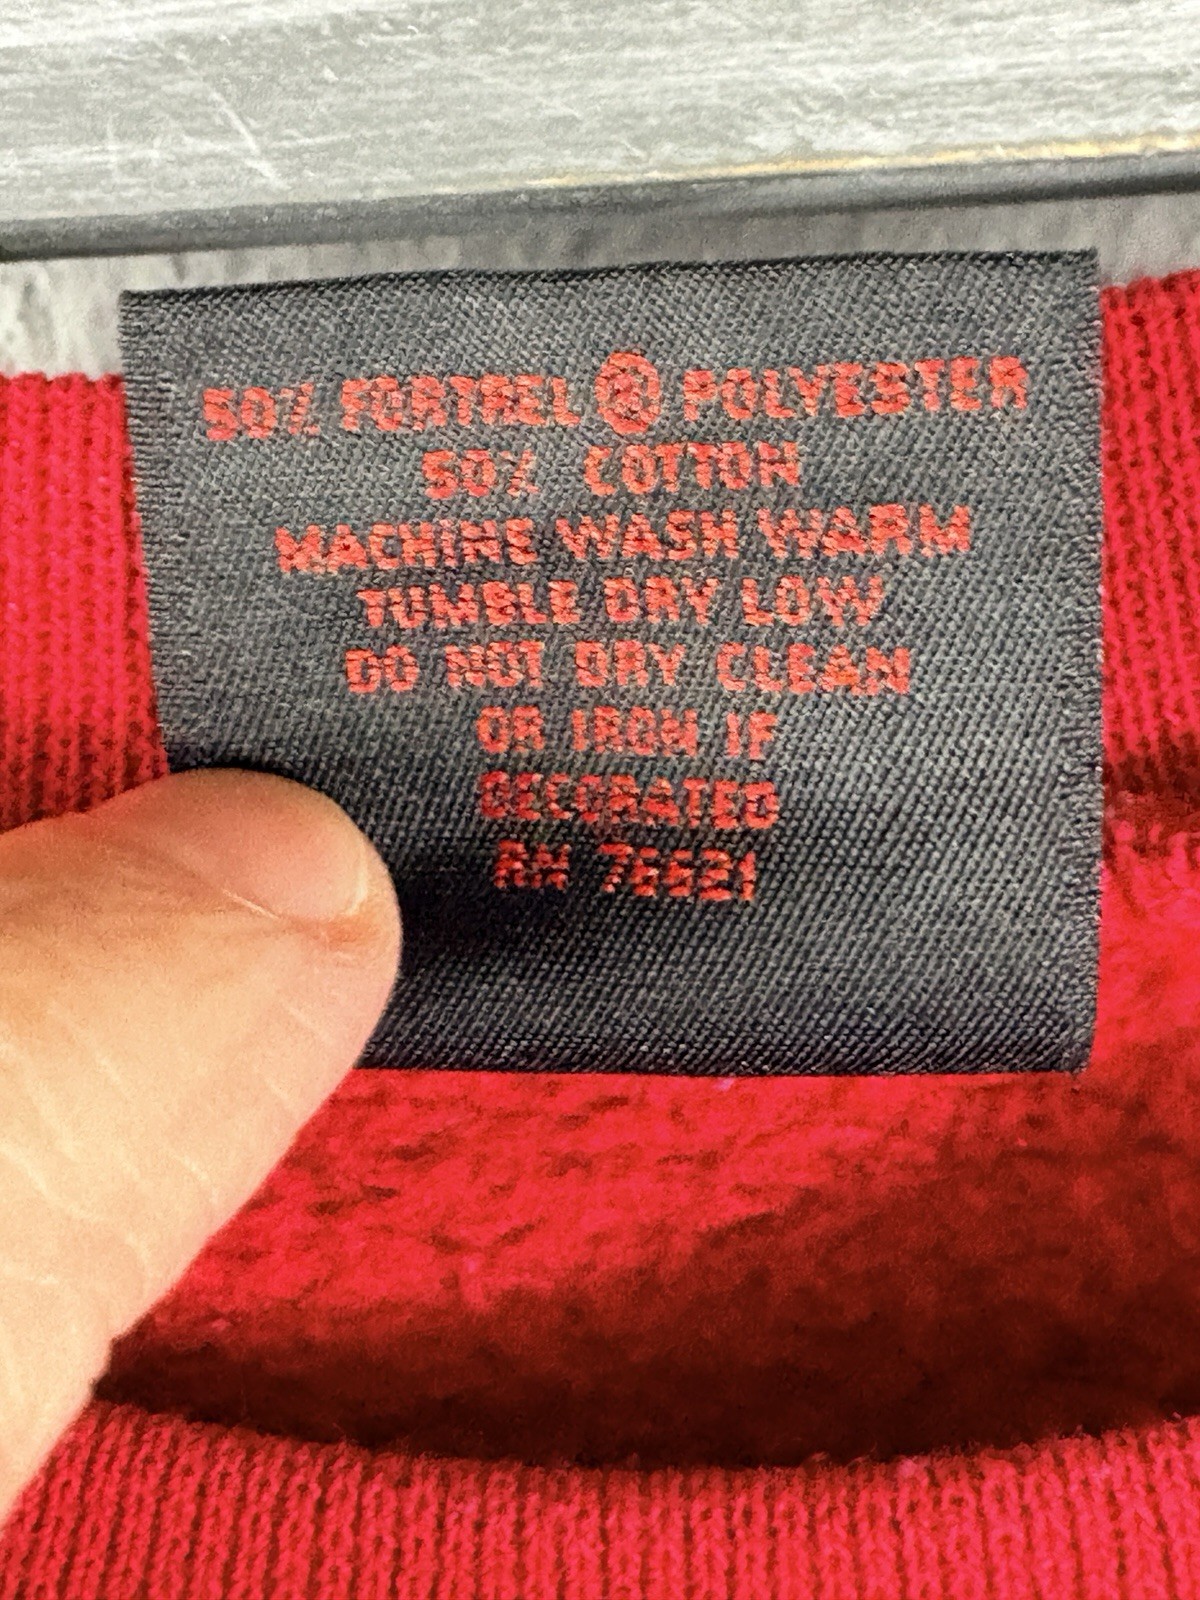 50% FORTREL ® POLYESTER
50% COTTON
MACHINE WASH WARM
TUMBLE DRY LOW
DO NOT DRY CLEAN
OR IRON IF
DECORATED
RN 76621